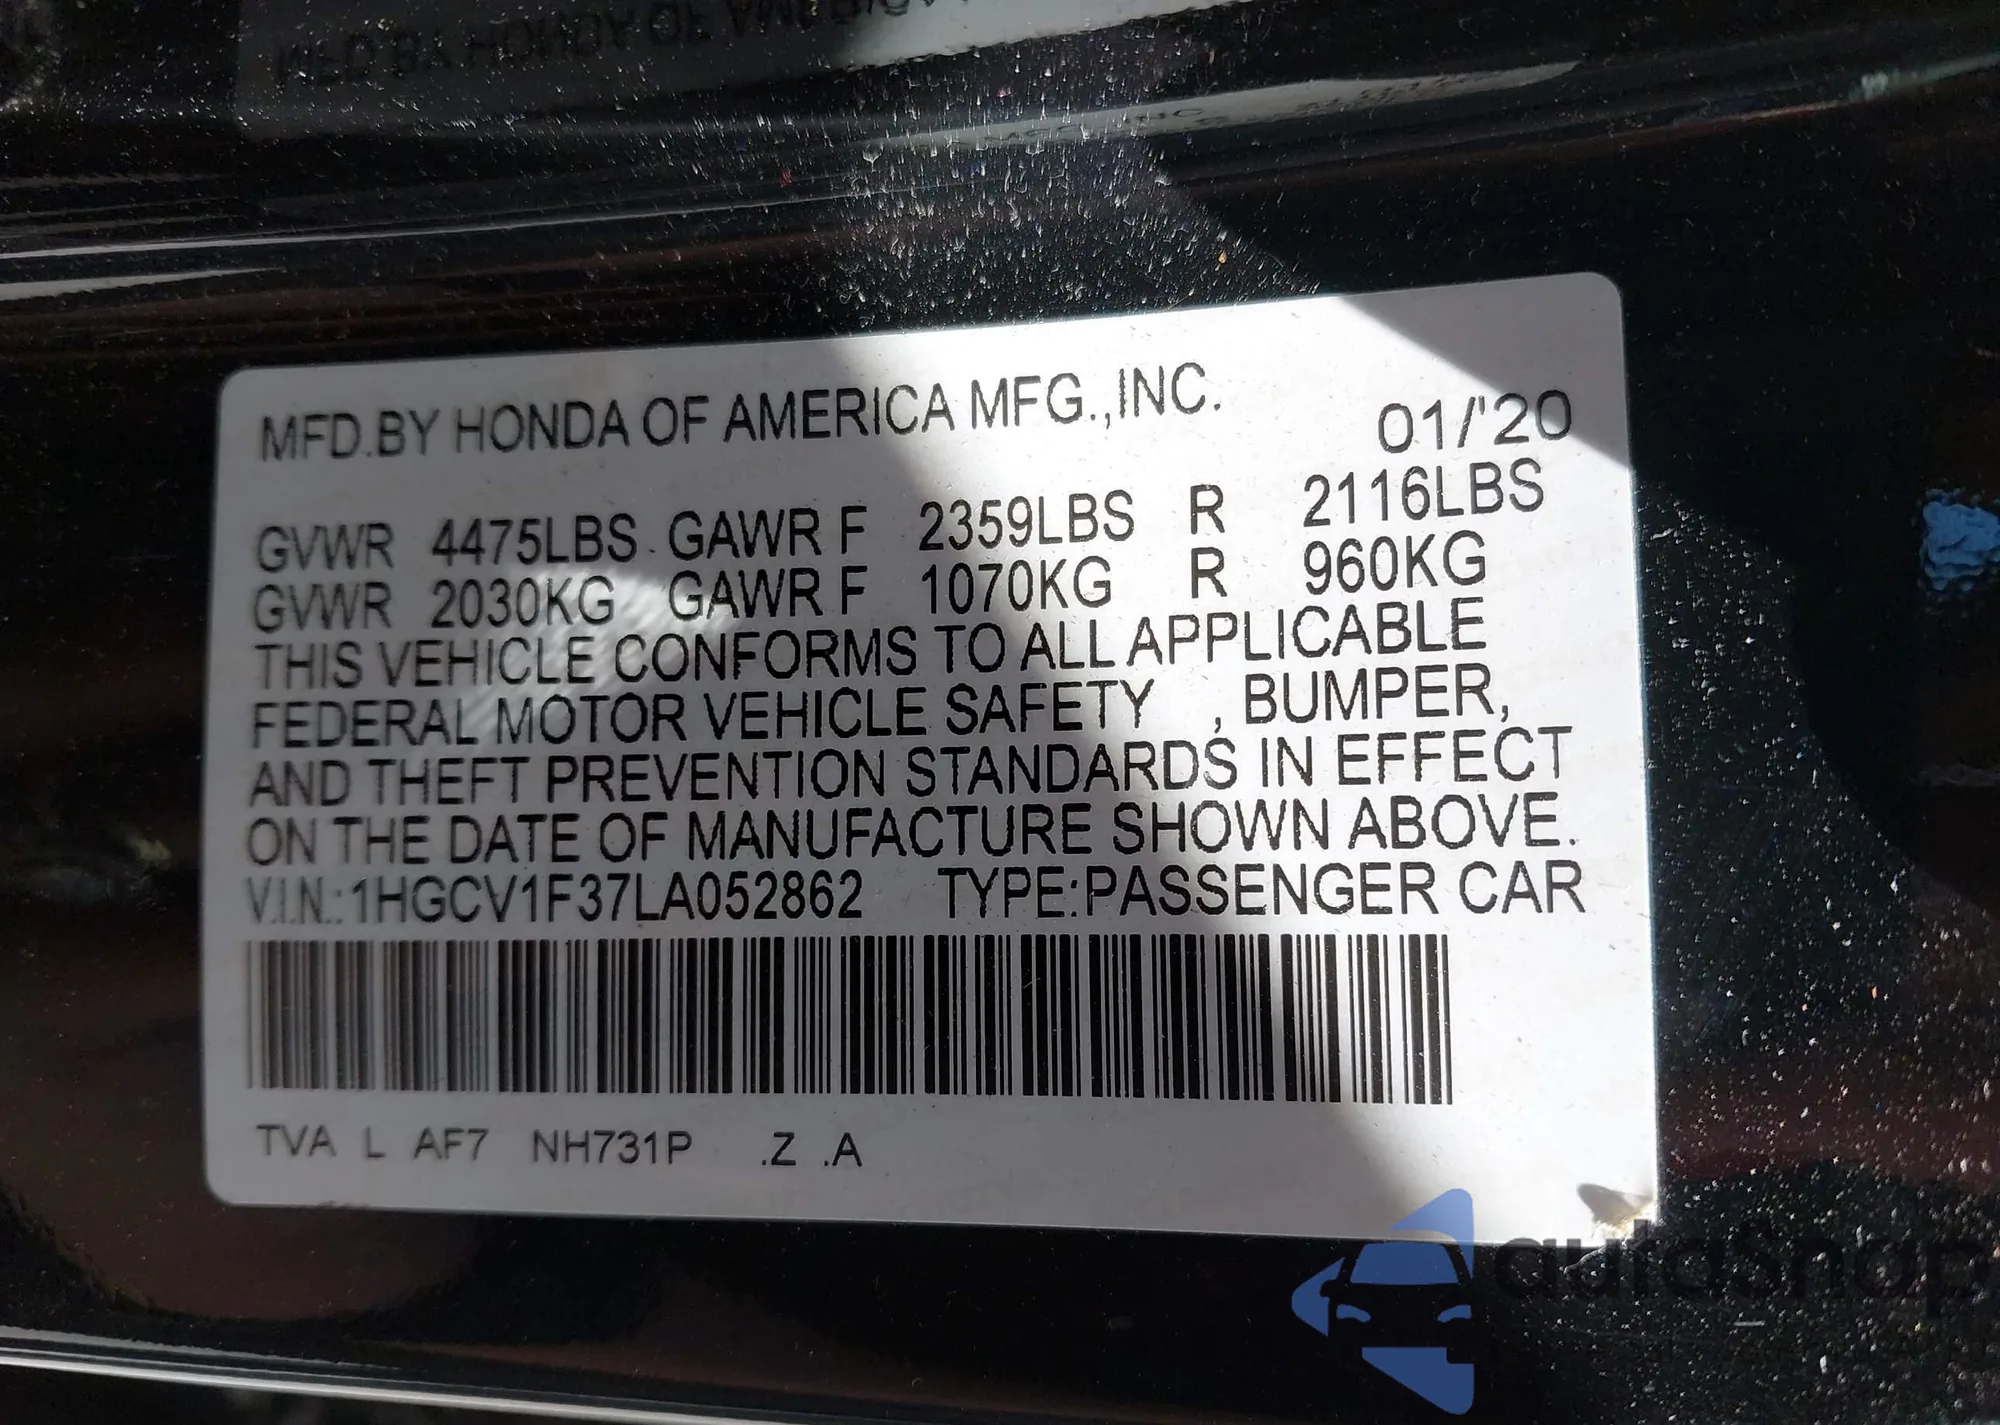 MFD.BY HONDA OF AMERICA MFG.,INC. 01/'20
GVWR 4475LBS GAWR F 2359LBS R 2116LBS
GVWR 2030KG GAWR F 1070KG R 960KG
THIS VEHICLE CONFORMS TO ALL APPLICABLE
FEDERAL MOTOR VEHICLE SAFETY , BUMPER,
AND THEFT PREVENTION STANDARDS IN EFFECT
ON THE DATE OF MANUFACTURE SHOWN ABOVE.
V.I.N.:1HGCV1F37LA052862 TYPE:PASSENGER CAR
TVA L AF7 NH731P .Z .A
autoSnap